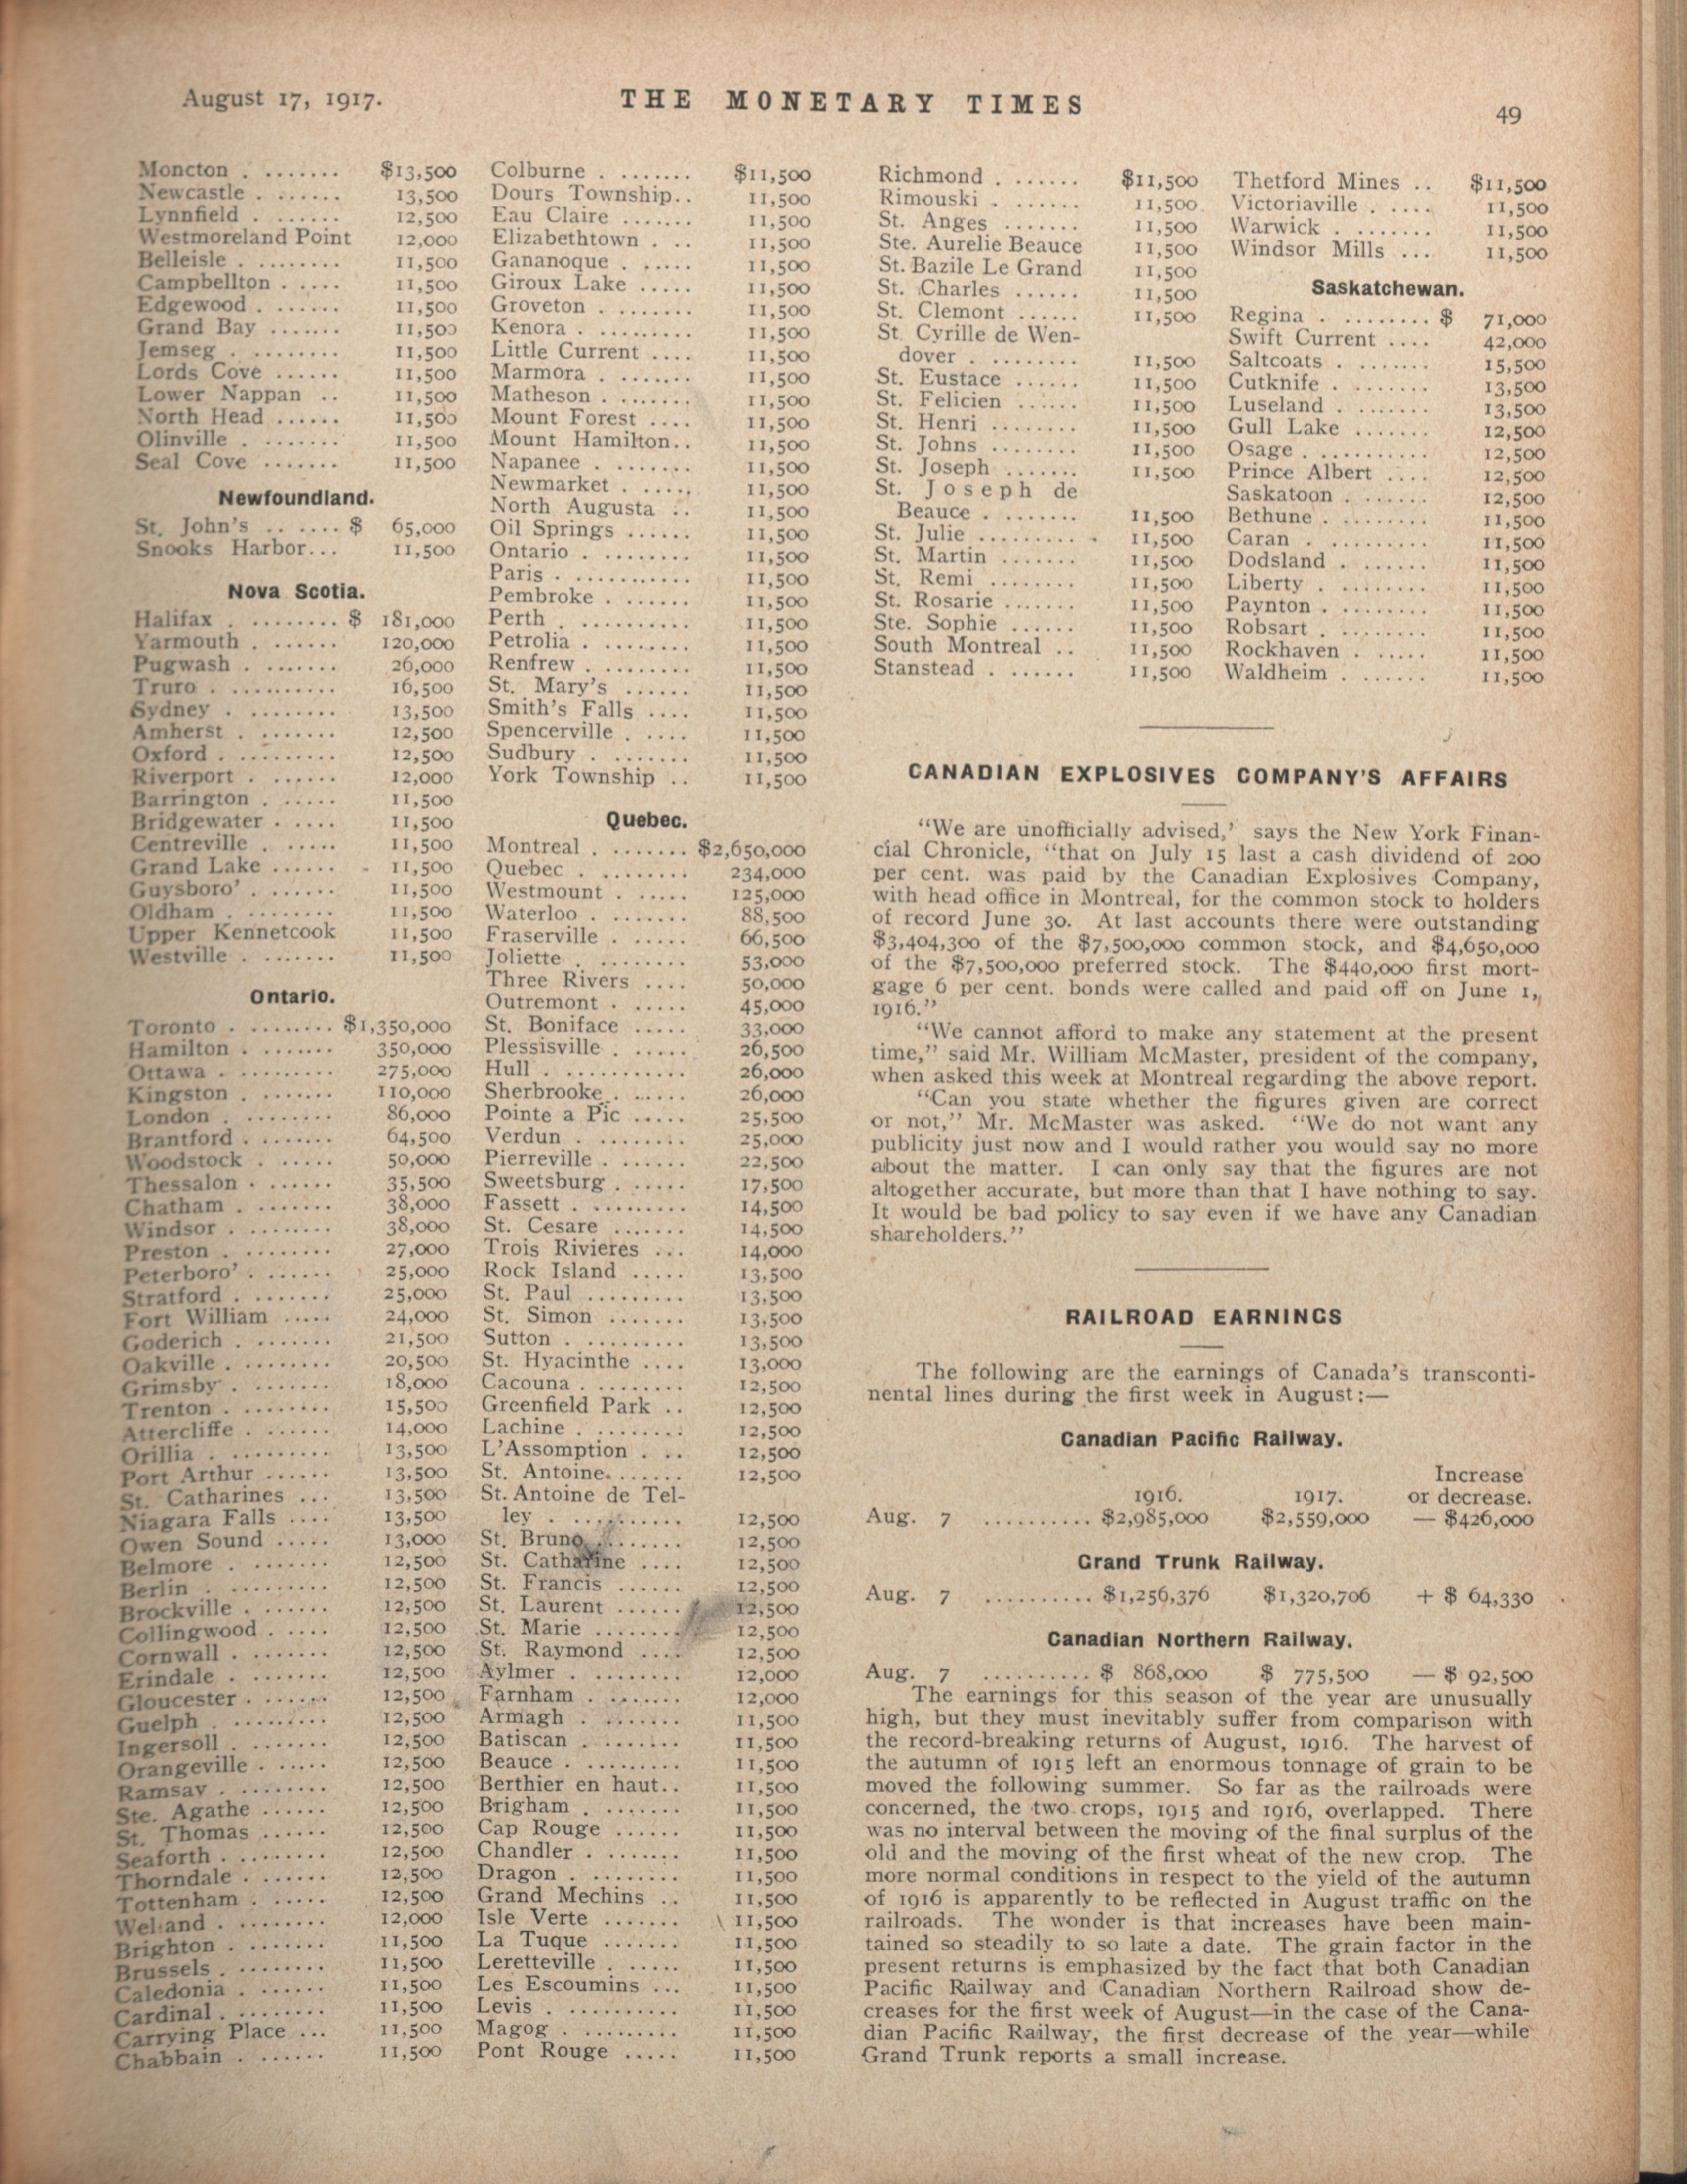 August 17, 1917.
THE MONETARY TIMES
49
Moncton . ....... $13,500
Newcastle . ...... 13,500
Lynnfield . ...... 12,500
Westmoreland Point 12,000
Belleisle . ........ 11,500
Campbellton . .... 11,500
Edgewood . ...... 11,500
Grand Bay ....... 11,500
Jemseg . ........ 11,500
Lords Cove ...... 11,500
Lower Nappan .. 11,500
North Head ...... 11,500
Olinville . ....... 11,500
Seal Cove ....... 11,500
Newfoundland.
St. John's .. .... $ 65,000
Snooks Harbor... 11,500
Nova Scotia.
Halifax . ........ $ 181,000
Yarmouth . ...... 120,000
Pugwash . ....... 26,000
Truro . .......... 16,500
Sydney . ........ 13,500
Amherst . ....... 12,500
Oxford . ......... 12,500
Riverport . ...... 12,000
Barrington . ..... 11,500
Bridgewater . .... 11,500
Centreville . ..... 11,500
Grand Lake ...... 11,500
Guysboro' . ...... 11,500
Oldham . ........ 11,500
Upper Kennetcook 11,500
Westville . ....... 11,500
Ontario.
Toronto . ........ $1,350,000
Hamilton . ....... 350,000
Ottawa . ......... 275,000
Kingston . ....... 110,000
London . ........ 86,000
Brantford . ....... 64,500
Woodstock . ..... 50,000
Thessalon . ...... 35,500
Chatham . ....... 38,000
Windsor . ........ 38,000
Preston . ........ 27,000
Peterboro' . ...... 25,000
Stratford . ....... 25,000
Fort William ..... 24,000
Goderich . ....... 21,500
Oakville . ........ 20,500
Grimsby . ....... 18,000
Trenton . ........ 15,500
Attercliffe . ...... 14,000
Orillia . ......... 13,500
Port Arthur ...... 13,500
St. Catharines ... 13,500
Niagara Falls .... 13,500
Owen Sound ..... 13,000
Belmore . ....... 12,500
Berlin . ......... 12,500
Brockville . ...... 12,500
Collingwood . .... 12,500
Cornwall . ....... 12,500
Erindale . ....... 12,500
Gloucester . ...... 12,500
Guelph . ........ 12,500
Ingersoll . ....... 12,500
Orangeville . ..... 12,500
Ramsay . ........ 12,500
Ste. Agathe ...... 12,500
St. Thomas ...... 12,500
Seaforth . ........ 12,500
Thorndale . ...... 12,500
Tottenham . ..... 12,500
Welland . ........ 12,000
Brighton . ....... 11,500
Brussels . ........ 11,500
Caledonia . ...... 11,500
Cardinal . ........ 11,500
Carrying Place ... 11,500
Chabbain . ...... 11,500
Colburne . ....... $11,500
Dours Township.. 11,500
Eau Claire ....... 11,500
Elizabethtown . .. 11,500
Gananoque . ..... 11,500
Giroux Lake ..... 11,500
Groveton . ....... 11,500
Kenora . ......... 11,500
Little Current .... 11,500
Marmora . ....... 11,500
Matheson . ....... 11,500
Mount Forest .... 11,500
Mount Hamilton.. 11,500
Napanee . ....... 11,500
Newmarket . ..... 11,500
North Augusta .. 11,500
Oil Springs ...... 11,500
Ontario . ........ 11,500
Paris . ........... 11,500
Pembroke . ...... 11,500
Perth . .......... 11,500
Petrolia . ........ 11,500
Renfrew . ........ 11,500
St. Mary's ...... 11,500
Smith's Falls .... 11,500
Spencerville . .... 11,500
Sudbury . ....... 11,500
York Township .. 11,500
Quebec.
Montreal . ....... $2,650,000
Quebec . ........ 234,000
Westmount . ..... 125,000
Waterloo . ....... 88,500
Fraserville . ..... 66,500
Joliette . ........ 53,000
Three Rivers .... 50,000
Outremont . ..... 45,000
St. Boniface ..... 33,000
Plessisville . ..... 26,500
Hull . ........... 26,000
Sherbrooke . ..... 26,000
Pointe a Pic ..... 25,500
Verdun . ........ 25,000
Pierreville . ...... 22,500
Sweetsburg . ..... 17,500
Fassett . ......... 14,500
St. Cesare ....... 14,500
Trois Rivieres ... 14,000
Rock Island ..... 13,500
St. Paul ......... 13,500
St. Simon ....... 13,500
Sutton . .......... 13,500
St. Hyacinthe .... 13,000
Cacouna . ........ 12,500
Greenfield Park .. 12,500
Lachine . ........ 12,500
L'Assomption . .. 12,500
St. Antoine....... 12,500
St. Antoine de Tel-
ley . .......... 12,500
St. Bruno ........ 12,500
St. Catharine .... 12,500
St. Francis ...... 12,500
St. Laurent ...... 12,500
St. Marie ........ 12,500
St. Raymond .... 12,500
Aylmer . ........ 12,000
Farnham . ....... 12,000
Armagh . ....... 11,500
Batiscan . ....... 11,500
Beauce . ......... 11,500
Berthier en haut.. 11,500
Brigham . ....... 11,500
Cap Rouge ...... 11,500
Chandler . ....... 11,500
Dragon . ........ 11,500
Grand Mechins .. 11,500
Isle Verte ....... 11,500
La Tuque ....... 11,500
Leretteville . ..... 11,500
Les Escoumins ... 11,500
Levis . .......... 11,500
Magog . ......... 11,500
Pont Rouge ..... 11,500
Richmond . ...... $11,500
Rimouski . ...... 11,500
St. Anges ....... 11,500
Ste. Aurelie Beauce 11,500
St. Bazile Le Grand 11,500
St. Charles ...... 11,500
St. Clemont ...... 11,500
St. Cyrille de Wen-
dover . ........ 11,500
St. Eustace ...... 11,500
St. Felicien ...... 11,500
St. Henri ........ 11,500
St. Johns ........ 11,500
St. Joseph ....... 11,500
St. Joseph de
Beauce . ....... 11,500
St. Julie ......... 11,500
St. Martin ....... 11,500
St. Remi ........ 11,500
St. Rosarie ....... 11,500
Ste. Sophie ...... 11,500
South Montreal .. 11,500
Stanstead . ...... 11,500
Thetford Mines .. $11,500
Victoriaville . .... 11,500
Warwick . ....... 11,500
Windsor Mills ... 11,500
Saskatchewan.
Regina . ........ $ 71,000
Swift Current .... 42,000
Saltcoats . ....... 15,500
Cutknife . ....... 13,500
Luseland . ....... 13,500
Gull Lake ....... 12,500
Osage . .......... 12,500
Prince Albert .... 12,500
Saskatoon . ...... 12,500
Bethune . ........ 11,500
Caran . ......... 11,500
Dodsland . ...... 11,500
Liberty . ........ 11,500
Paynton . ........ 11,500
Robsart . ........ 11,500
Rockhaven . ..... 11,500
Waldheim . ...... 11,500
CANADIAN EXPLOSIVES COMPANY'S AFFAIRS
"We are unofficially advised,' says the New York Finan-
cial Chronicle, "that on July 15 last a cash dividend of 200
per cent. was paid by the Canadian Explosives Company,
with head office in Montreal, for the common stock to holders
of record June 30. At last accounts there were outstanding
$3,404,300 of the $7,500,000 common stock, and $4,650,000
of the $7,500,000 preferred stock. The $440,000 first mort-
gage 6 per cent. bonds were called and paid off on June 1,
1916."
"We cannot afford to make any statement at the present
time," said Mr. William McMaster, president of the company,
when asked this week at Montreal regarding the above report.
"Can you state whether the figures given are correct
or not," Mr. McMaster was asked. "We do not want any
publicity just now and I would rather you would say no more
about the matter. I can only say that the figures are not
altogether accurate, but more than that I have nothing to say.
It would be bad policy to say even if we have any Canadian
shareholders."
RAILROAD EARNINGS
The following are the earnings of Canada's transconti-
nental lines during the first week in August:—
Canadian Pacific Railway.
Increase
1916. 1917. or decrease.
Aug. 7 .......... $2,985,000 $2,559,000 — $426,000
Grand Trunk Railway.
Aug. 7 .......... $1,256,376 $1,320,706 + $ 64,330
Canadian Northern Railway.
Aug. 7 .......... $ 868,000 $ 775,500 — $ 92,500
The earnings for this season of the year are unusually
high, but they must inevitably suffer from comparison with
the record-breaking returns of August, 1916. The harvest of
the autumn of 1915 left an enormous tonnage of grain to be
moved the following summer. So far as the railroads were
concerned, the two crops, 1915 and 1916, overlapped. There
was no interval between the moving of the final surplus of the
old and the moving of the first wheat of the new crop. The
more normal conditions in respect to the yield of the autumn
of 1916 is apparently to be reflected in August traffic on the
railroads. The wonder is that increases have been main-
tained so steadily to so late a date. The grain factor in the
present returns is emphasized by the fact that both Canadian
Pacific Railway and Canadian Northern Railroad show de-
creases for the first week of August—in the case of the Cana-
dian Pacific Railway, the first decrease of the year—while
Grand Trunk reports a small increase.